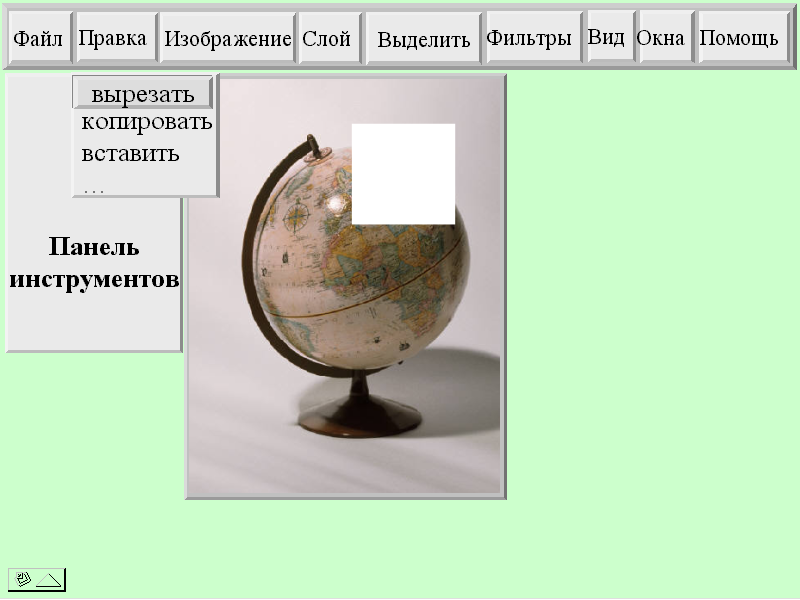 Файл Правка Изображение Слой Выделить Фильтры Вид Окна Помощь
вырезать
копировать
вставить
...
Панель
инструментов